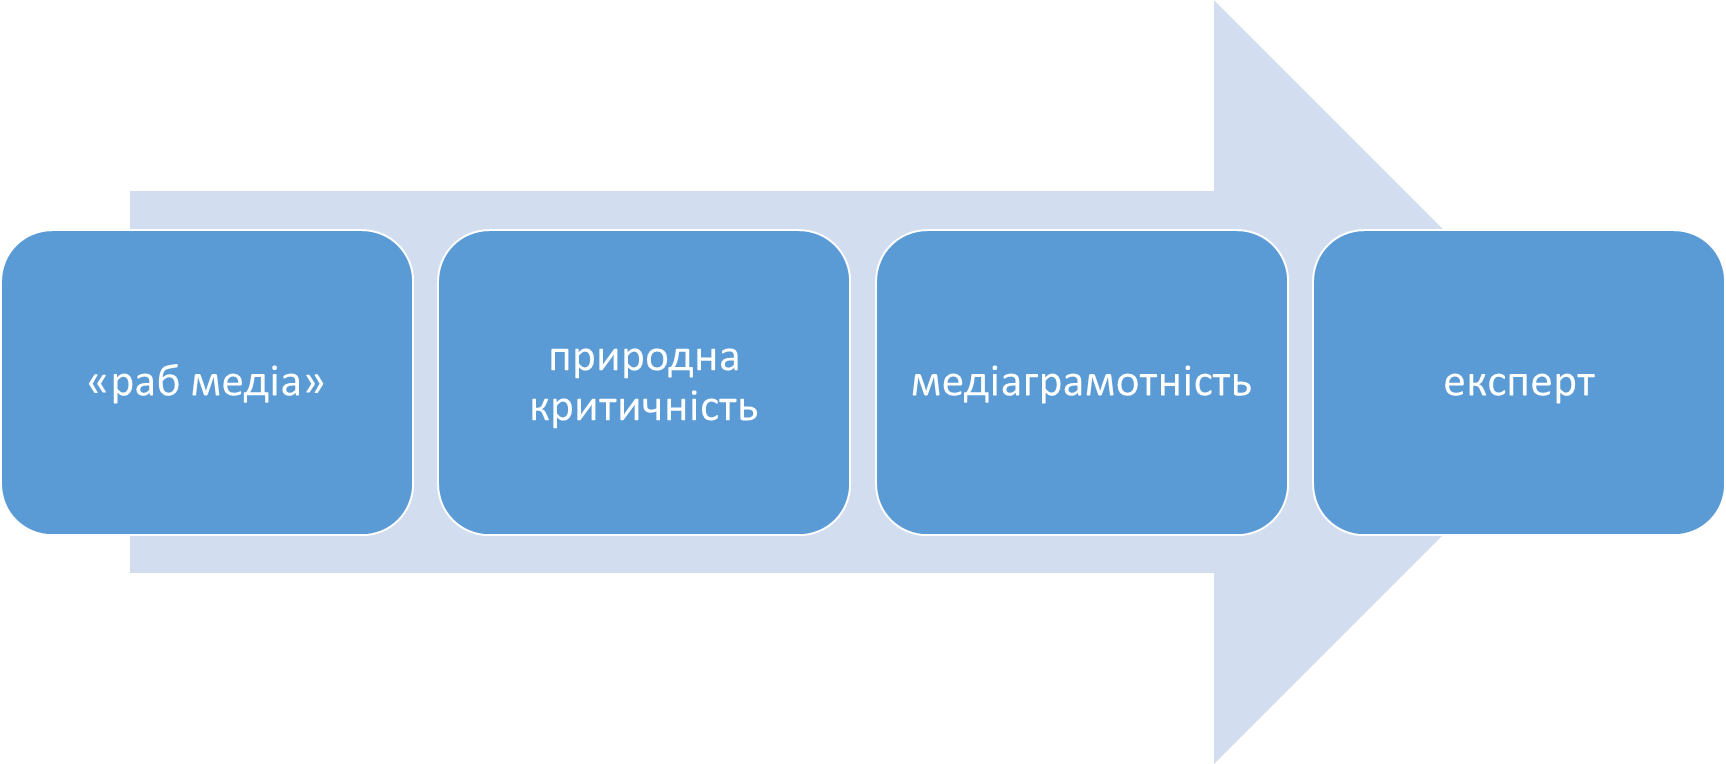 «раб медіа»
природна
критичність
медіаграмотність
експерт